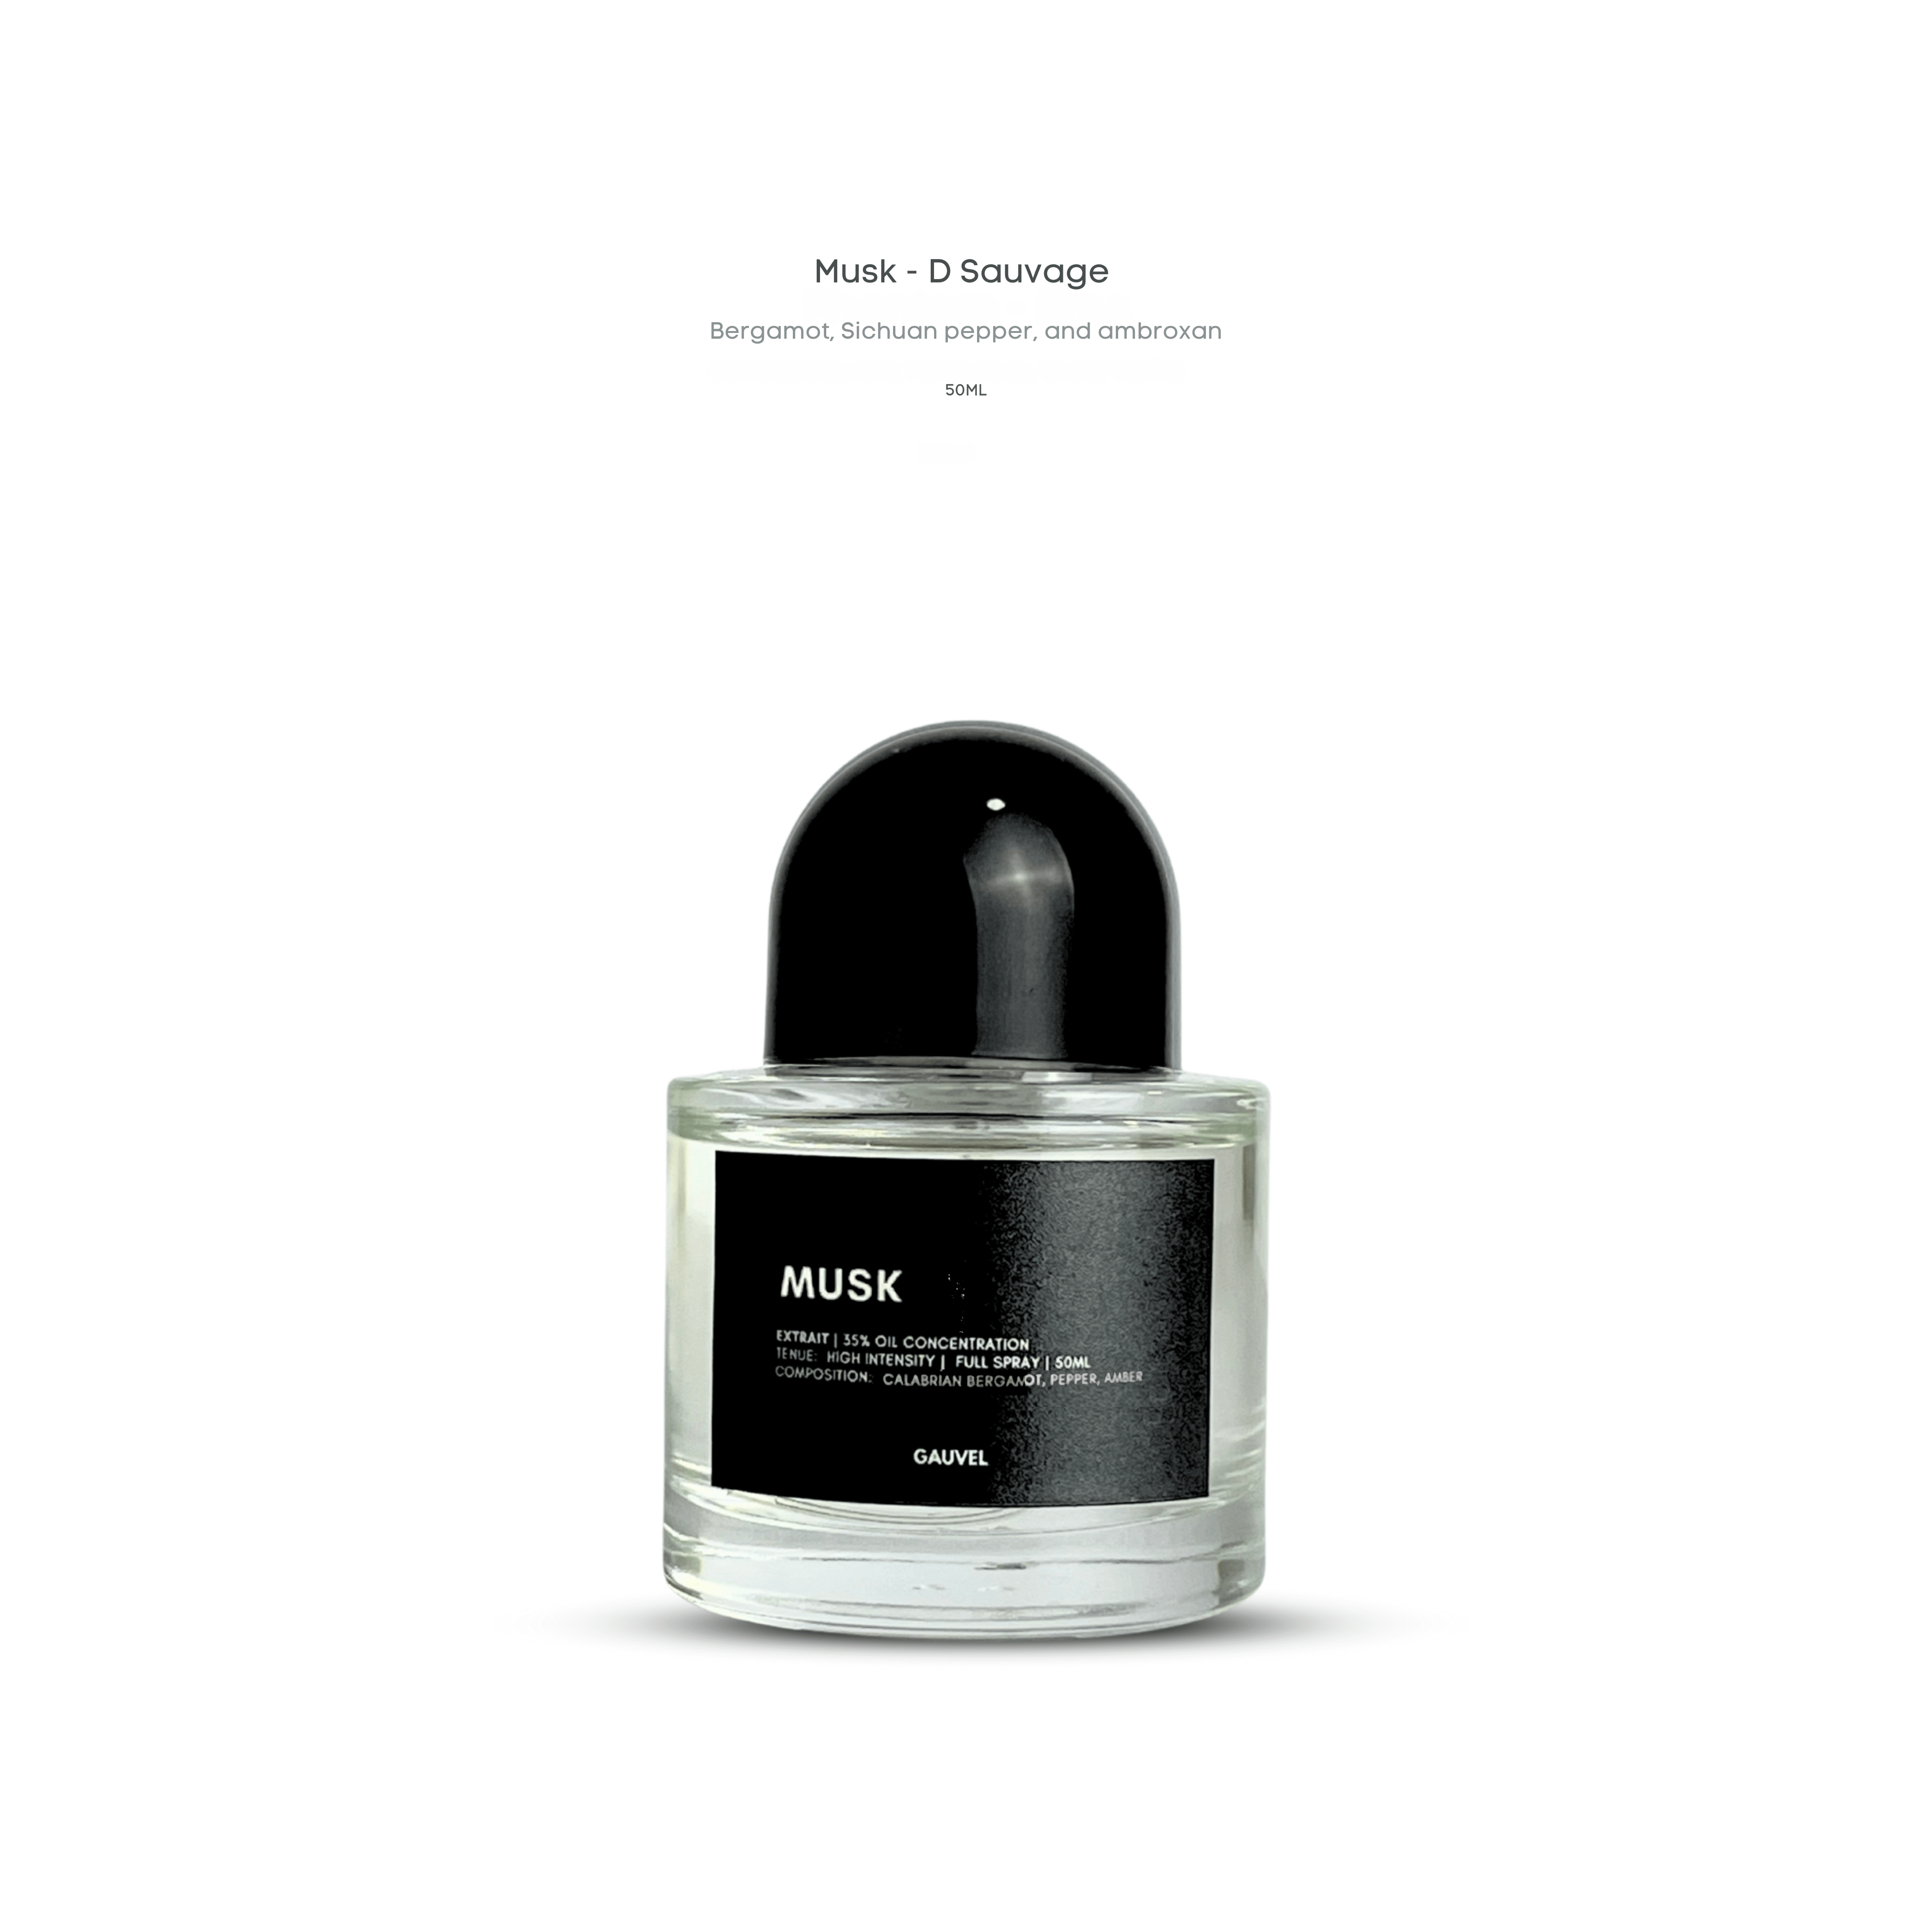 Musk - D Sauvage
Bergamot, Sichuan pepper, and ambroxan
50ML
MUSK
EXTRAIT | 35% OIL CONCENTRATION
TENUE: HIGH INTENSITY | FULL SPRAY | 50ML
COMPOSITION: CALABRIAN BERGAMOT, PEPPER, AMBER
GAUVEL